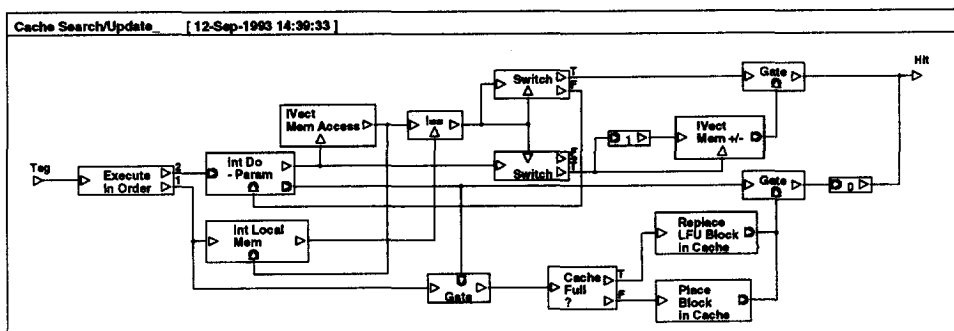 Cache Search/Update_ [ 12-Sep-1993 14:39:33 ]
Hit
T
F
Switch
Gate
IVect
Mem Access
I==
1
IVect
Mem +/-
Tag
2
1
Execute
In Order
Int Do
- Param
F
T
Switch
Gate
0
Int Local
Mem
Replace
LFU Block
in Cache
Gate
Cache
Full
?
T
F
Place
Block
in Cache